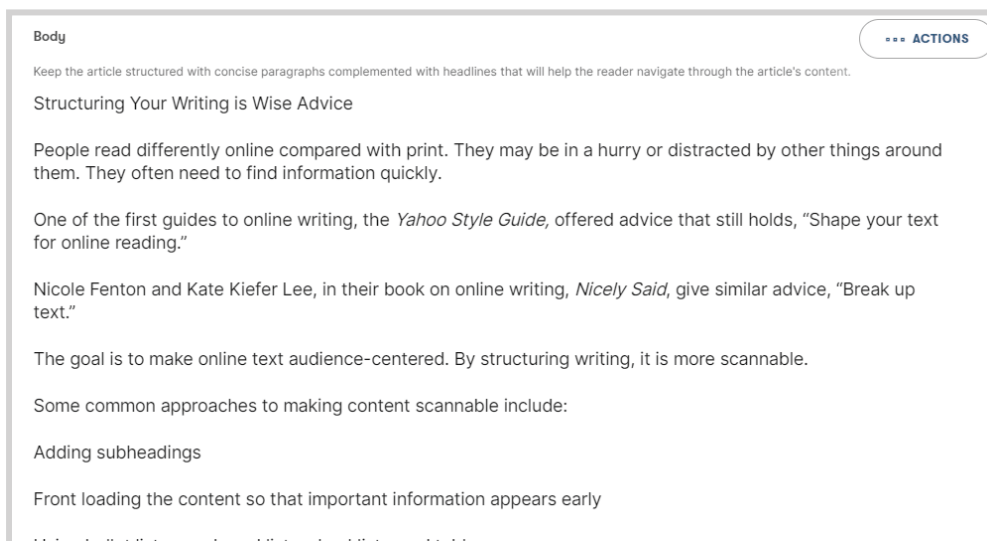 Body
ACTIONS
Keep the article structured with concise paragraphs complemented with headlines that will help the reader navigate through the article's content.
Structuring Your Writing is Wise Advice
People read differently online compared with print. They may be in a hurry or distracted by other things around
them. They often need to find information quickly.
One of the first guides to online writing, the Yahoo Style Guide, offered advice that still holds, “Shape your text
for online reading.”
Nicole Fenton and Kate Kiefer Lee, in their book on online writing, Nicely Said, give similar advice, “Break up
text.”
The goal is to make online text audience-centered. By structuring writing, it is more scannable.
Some common approaches to making content scannable include:
Adding subheadings
Front loading the content so that important information appears early